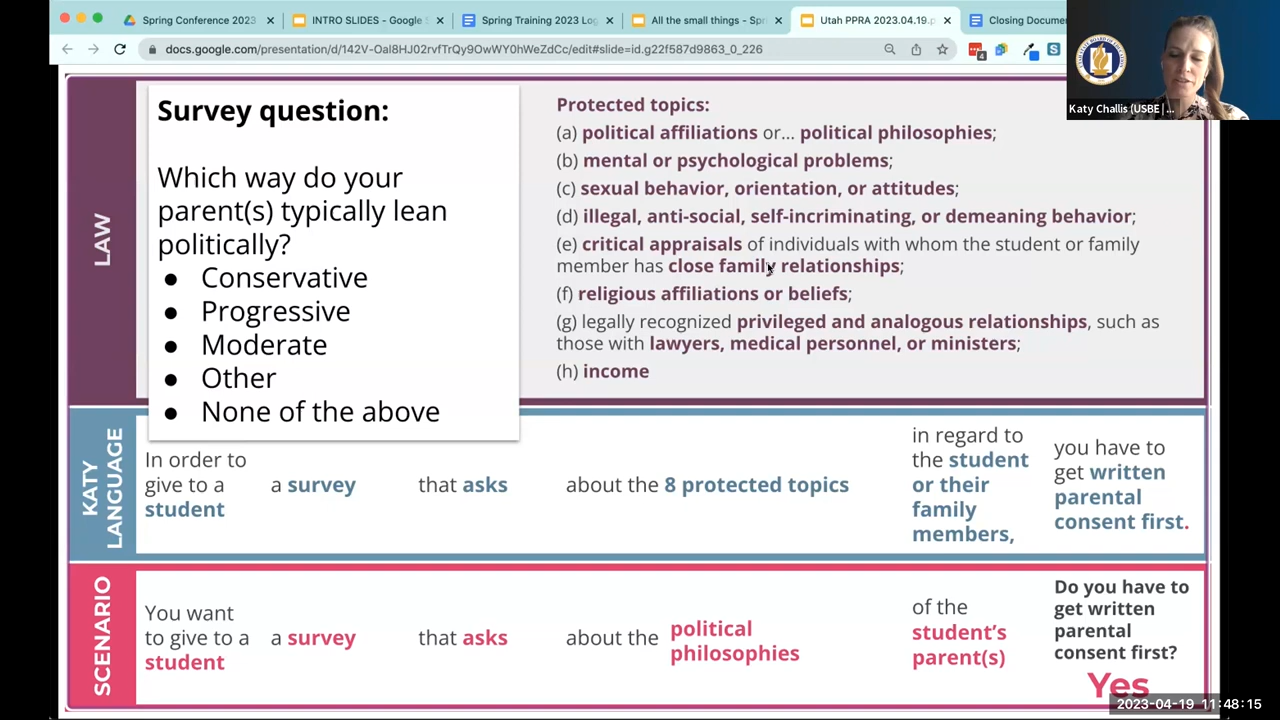 Spring Conference 2023
INTRO SLIDES - Google S
Spring Training 2023 Log
All the small things - Spr
Utah PPRA 2023.04.19.p
Closing Documen
docs.google.com/presentation/d/
/edit#slide=id.g22f587d9863_0_226
4
Katy Challis (USBE | ...
LAW
Survey question:
Which way do your
parent(s) typically lean
politically?
● Conservative
● Progressive
● Moderate
● Other
● None of the above
Protected topics:
(a) political affiliations or... political philosophies;
(b) mental or psychological problems;
(c) sexual behavior, orientation, or attitudes;
(d) illegal, anti-social, self-incriminating, or demeaning behavior;
(e) critical appraisals of individuals with whom the student or family
member has close family relationships;
(f) religious affiliations or beliefs;
(g) legally recognized privileged and analogous relationships, such as
those with lawyers, medical personnel, or ministers;
(h) income
KATY
LANGUAGE
In order to
give to a
student
a survey
that asks
about the 8 protected topics
in regard to
the student
or their
family
members,
you have to
get written
parental
consent first.
SCENARIO
You want
to give to a
student
a survey
that asks
about the
political
philosophies
of the
student's
parent(s)
Do you have to
get written
parental
consent first?
Yes
2023-04-19 11:48:15